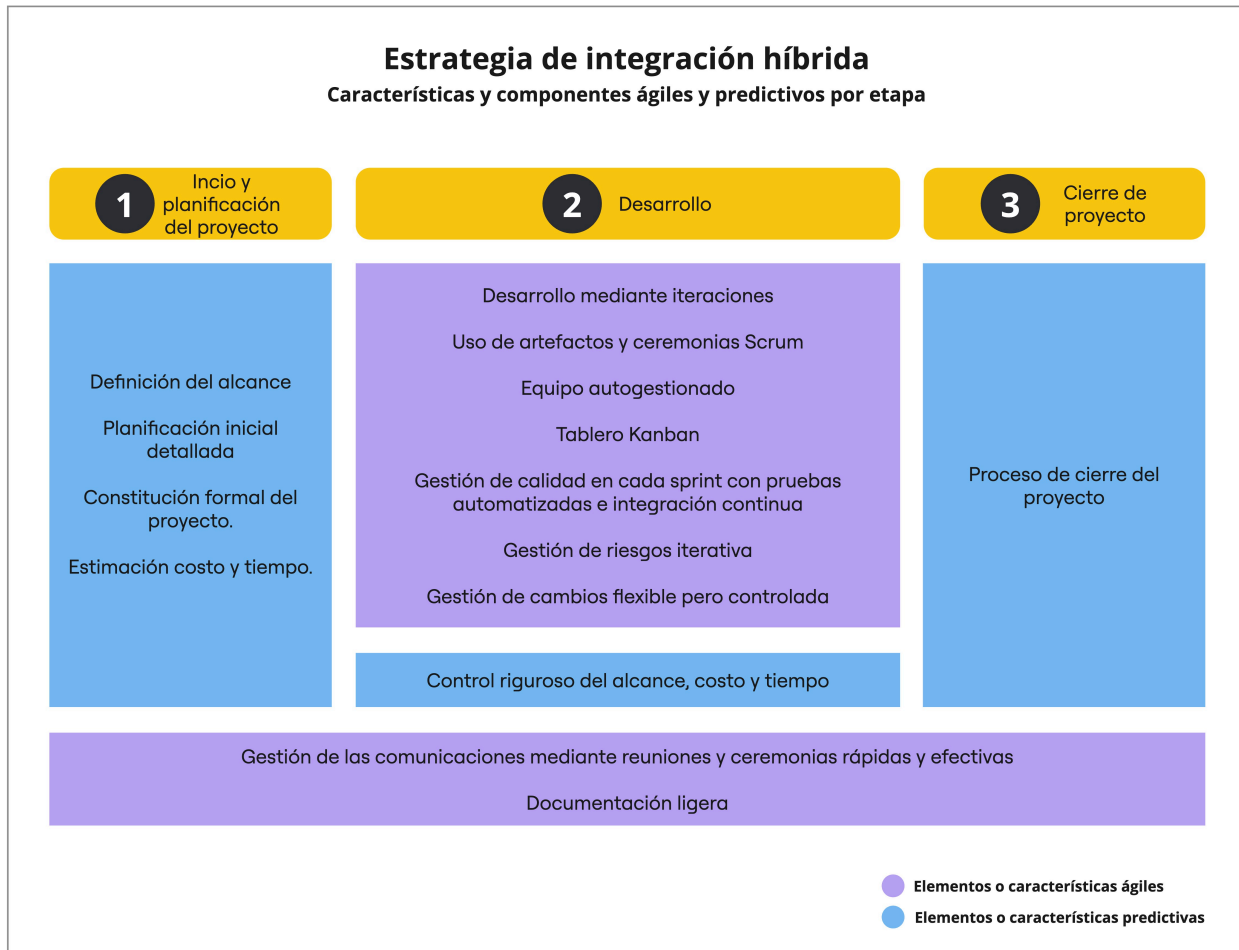 Estrategia de integración híbrida
Características y componentes ágiles y predictivos por etapa
1
Incio y
planificación
del proyecto
2
Desarrollo
3
Cierre de
proyecto
Definición del alcance
Planificación inicial
detallada
Constitución formal del
proyecto.
Estimación costo y tiempo.
Desarrollo mediante iteraciones
Uso de artefactos y ceremonias Scrum
Equipo autogestionado
Tablero Kanban
Gestión de calidad en cada sprint con pruebas
automatizadas e integración continua
Gestión de riesgos iterativa
Gestión de cambios flexible pero controlada
Control riguroso del alcance, costo y tiempo
Proceso de cierre del
proyecto
Gestión de las comunicaciones mediante reuniones y ceremonias rápidas y efectivas
Documentación ligera
Elementos o características ágiles
Elementos o características predictivas